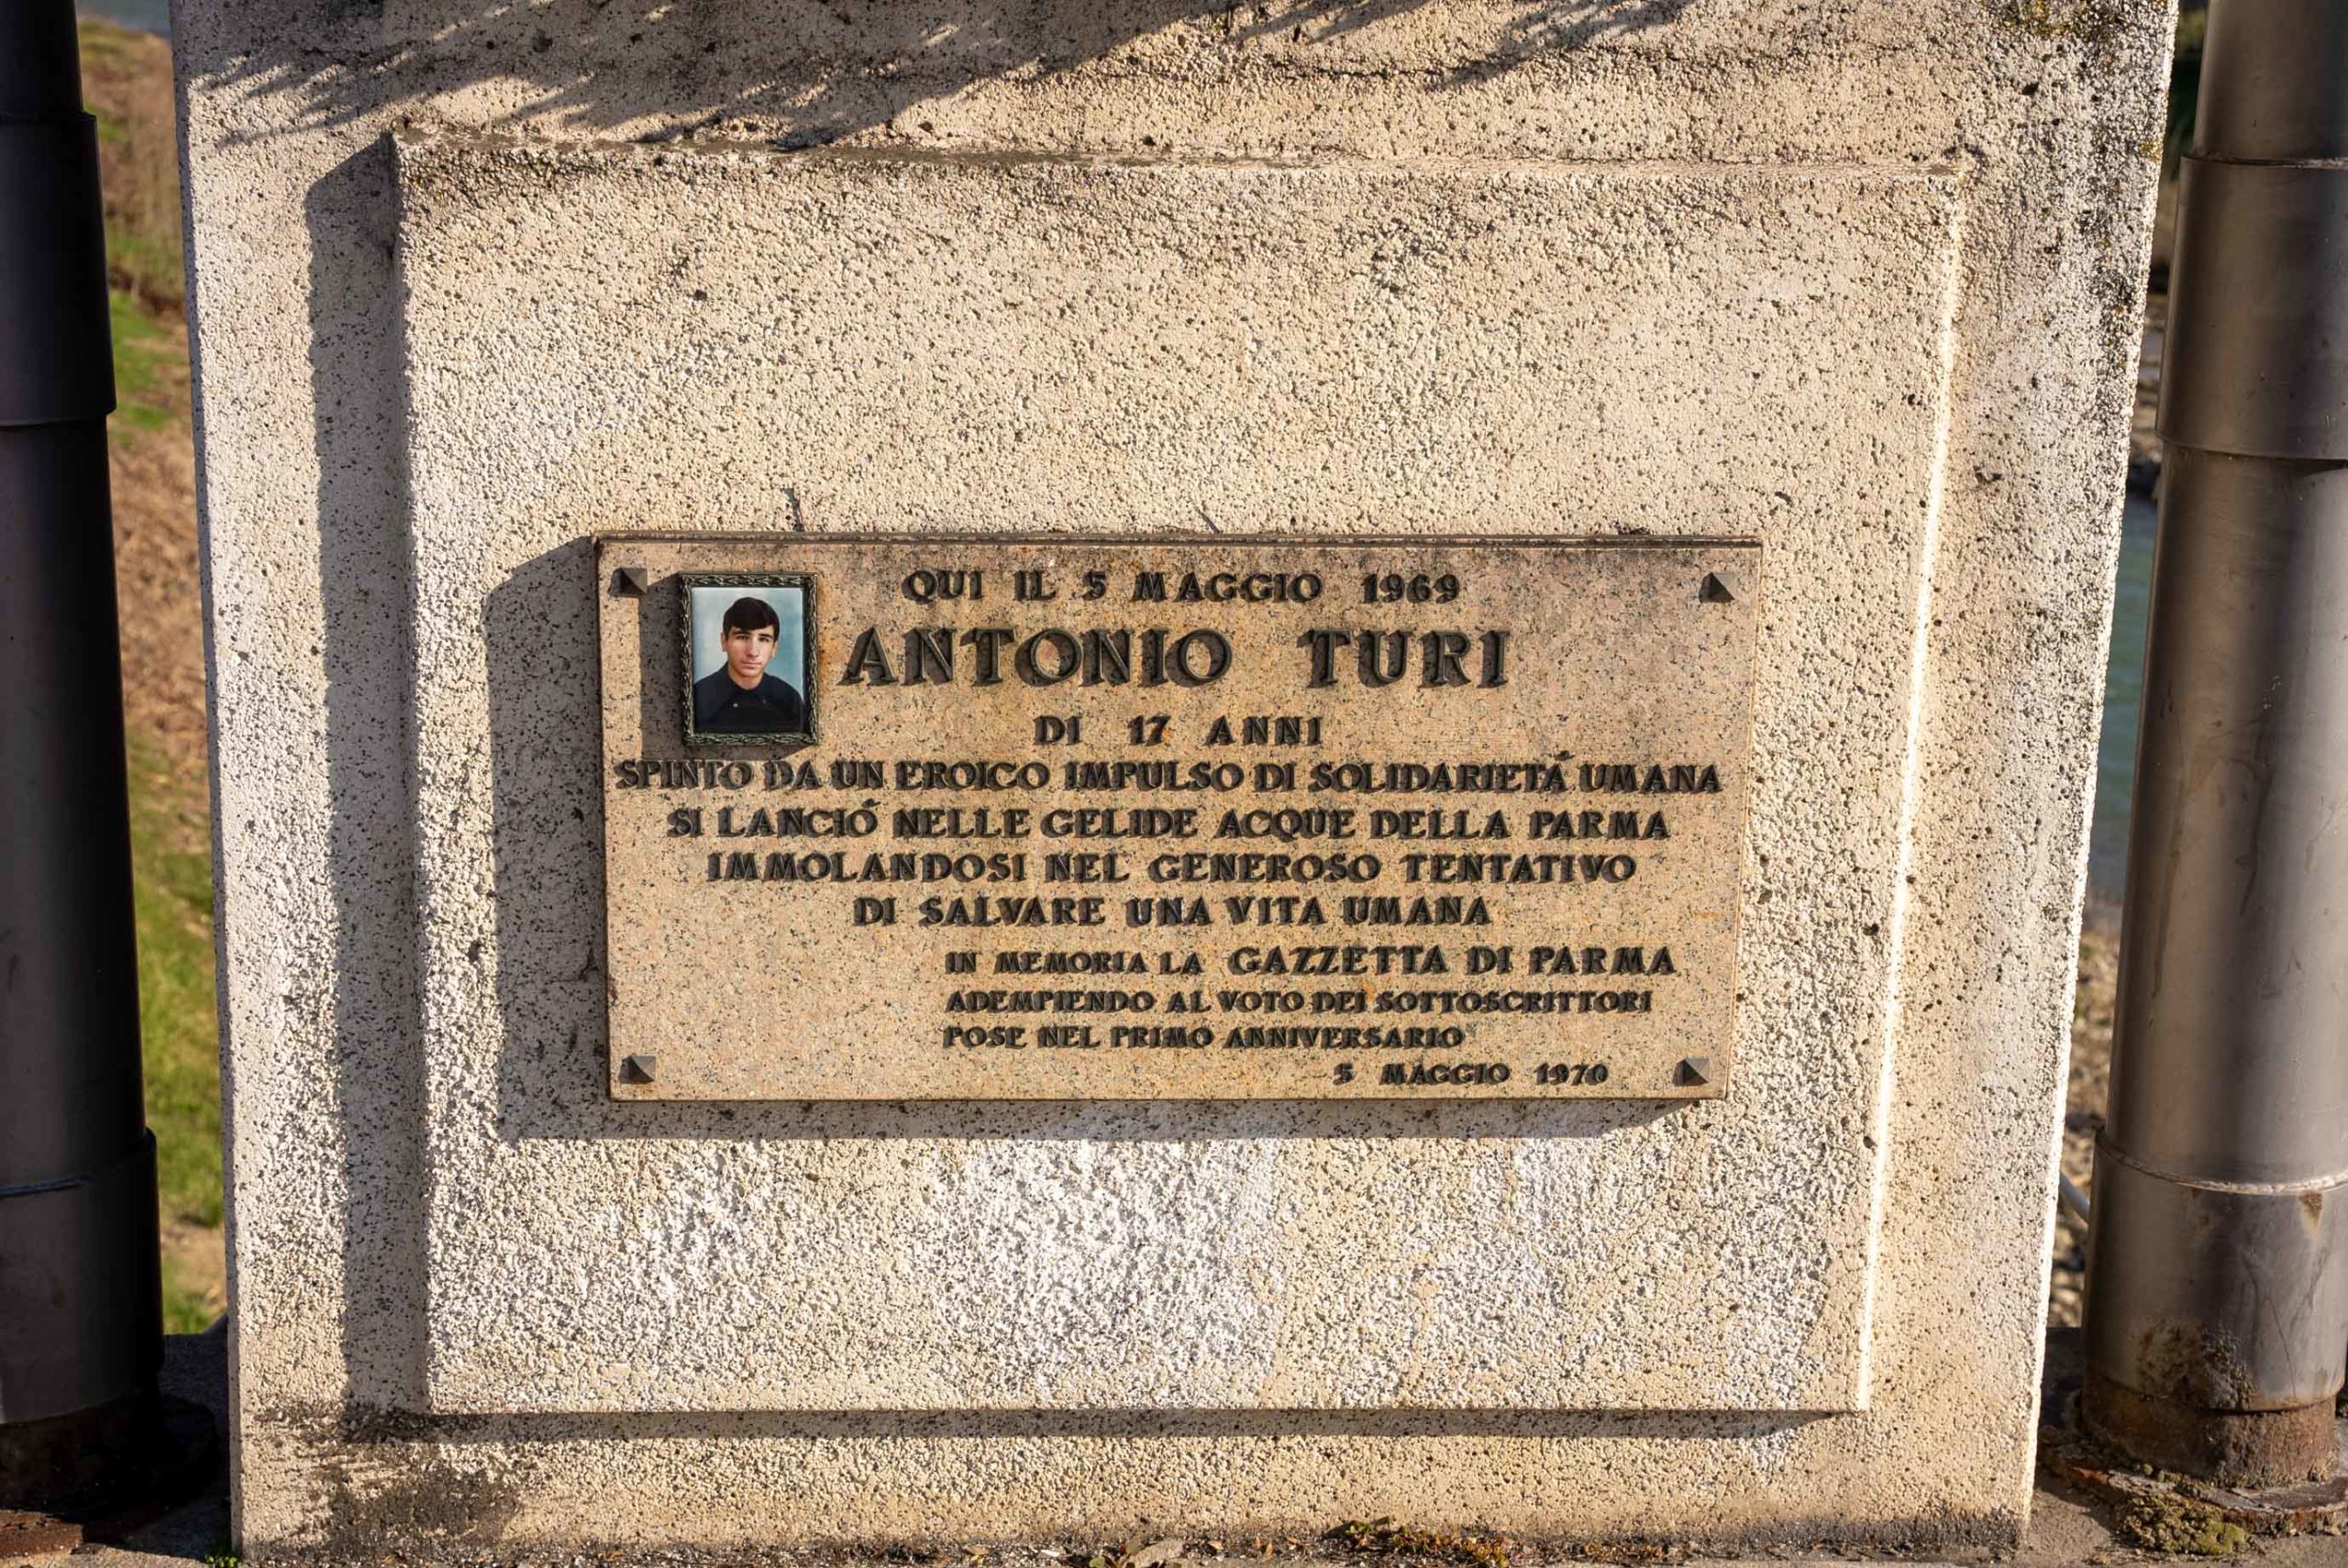 QUI IL 5 MAGGIO 1969
ANTONIO TURI
DI 17 ANNI
SPINTO DA UN EROICO IMPULSO DI SOLIDARIETÁ UMANA
SI LANCIÓ NELLE GELIDE ACQUE DELLA PARMA
IMMOLANDOSI NEL GENEROSO TENTATIVO
DI SALVARE UNA VITA UMANA
IN MEMORIA LA GAZZETTA DI PARMA
ADEMPIENDO AL VOTO DEI SOTTOSCRITTORI
POSE NEL PRIMO ANNIVERSARIO
5 MAGGIO 1970